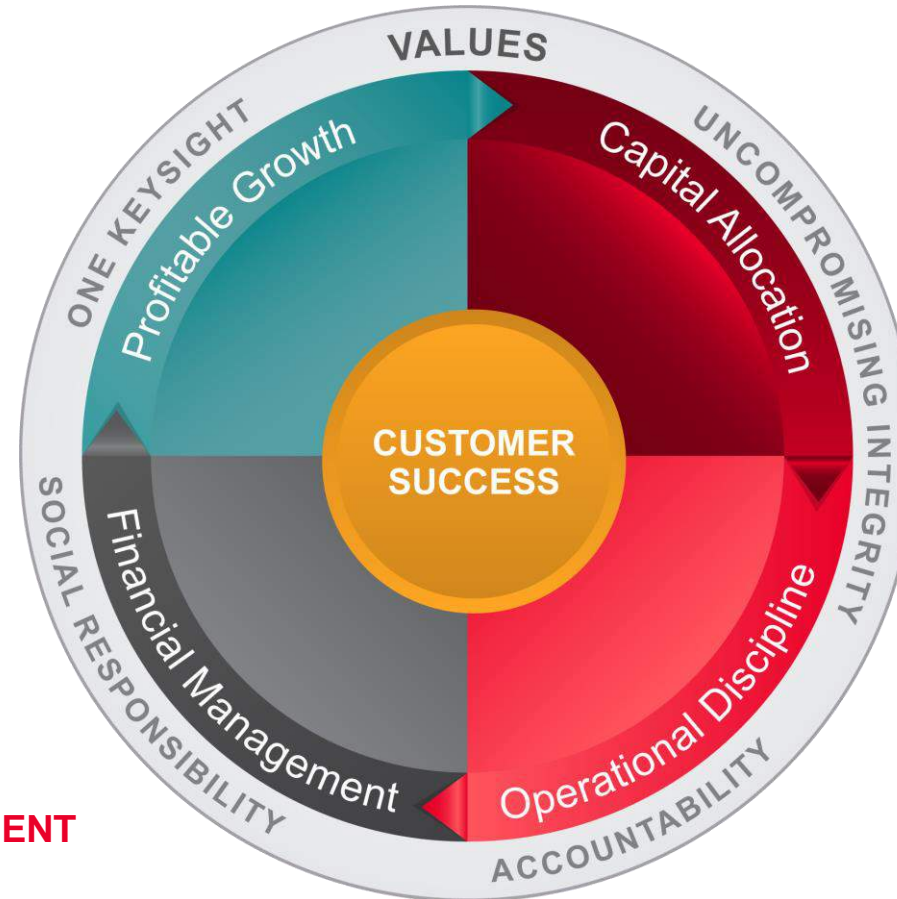 VALUES
ONE KEYSIGHT
UNCOMPROMISING INTEGRITY
Profitable Growth
Capital Allocation
CUSTOMER
SUCCESS
Financial Management
Operational Discipline
SOCIAL RESPONSIBILITY
ACCOUNTABILITY
ENT